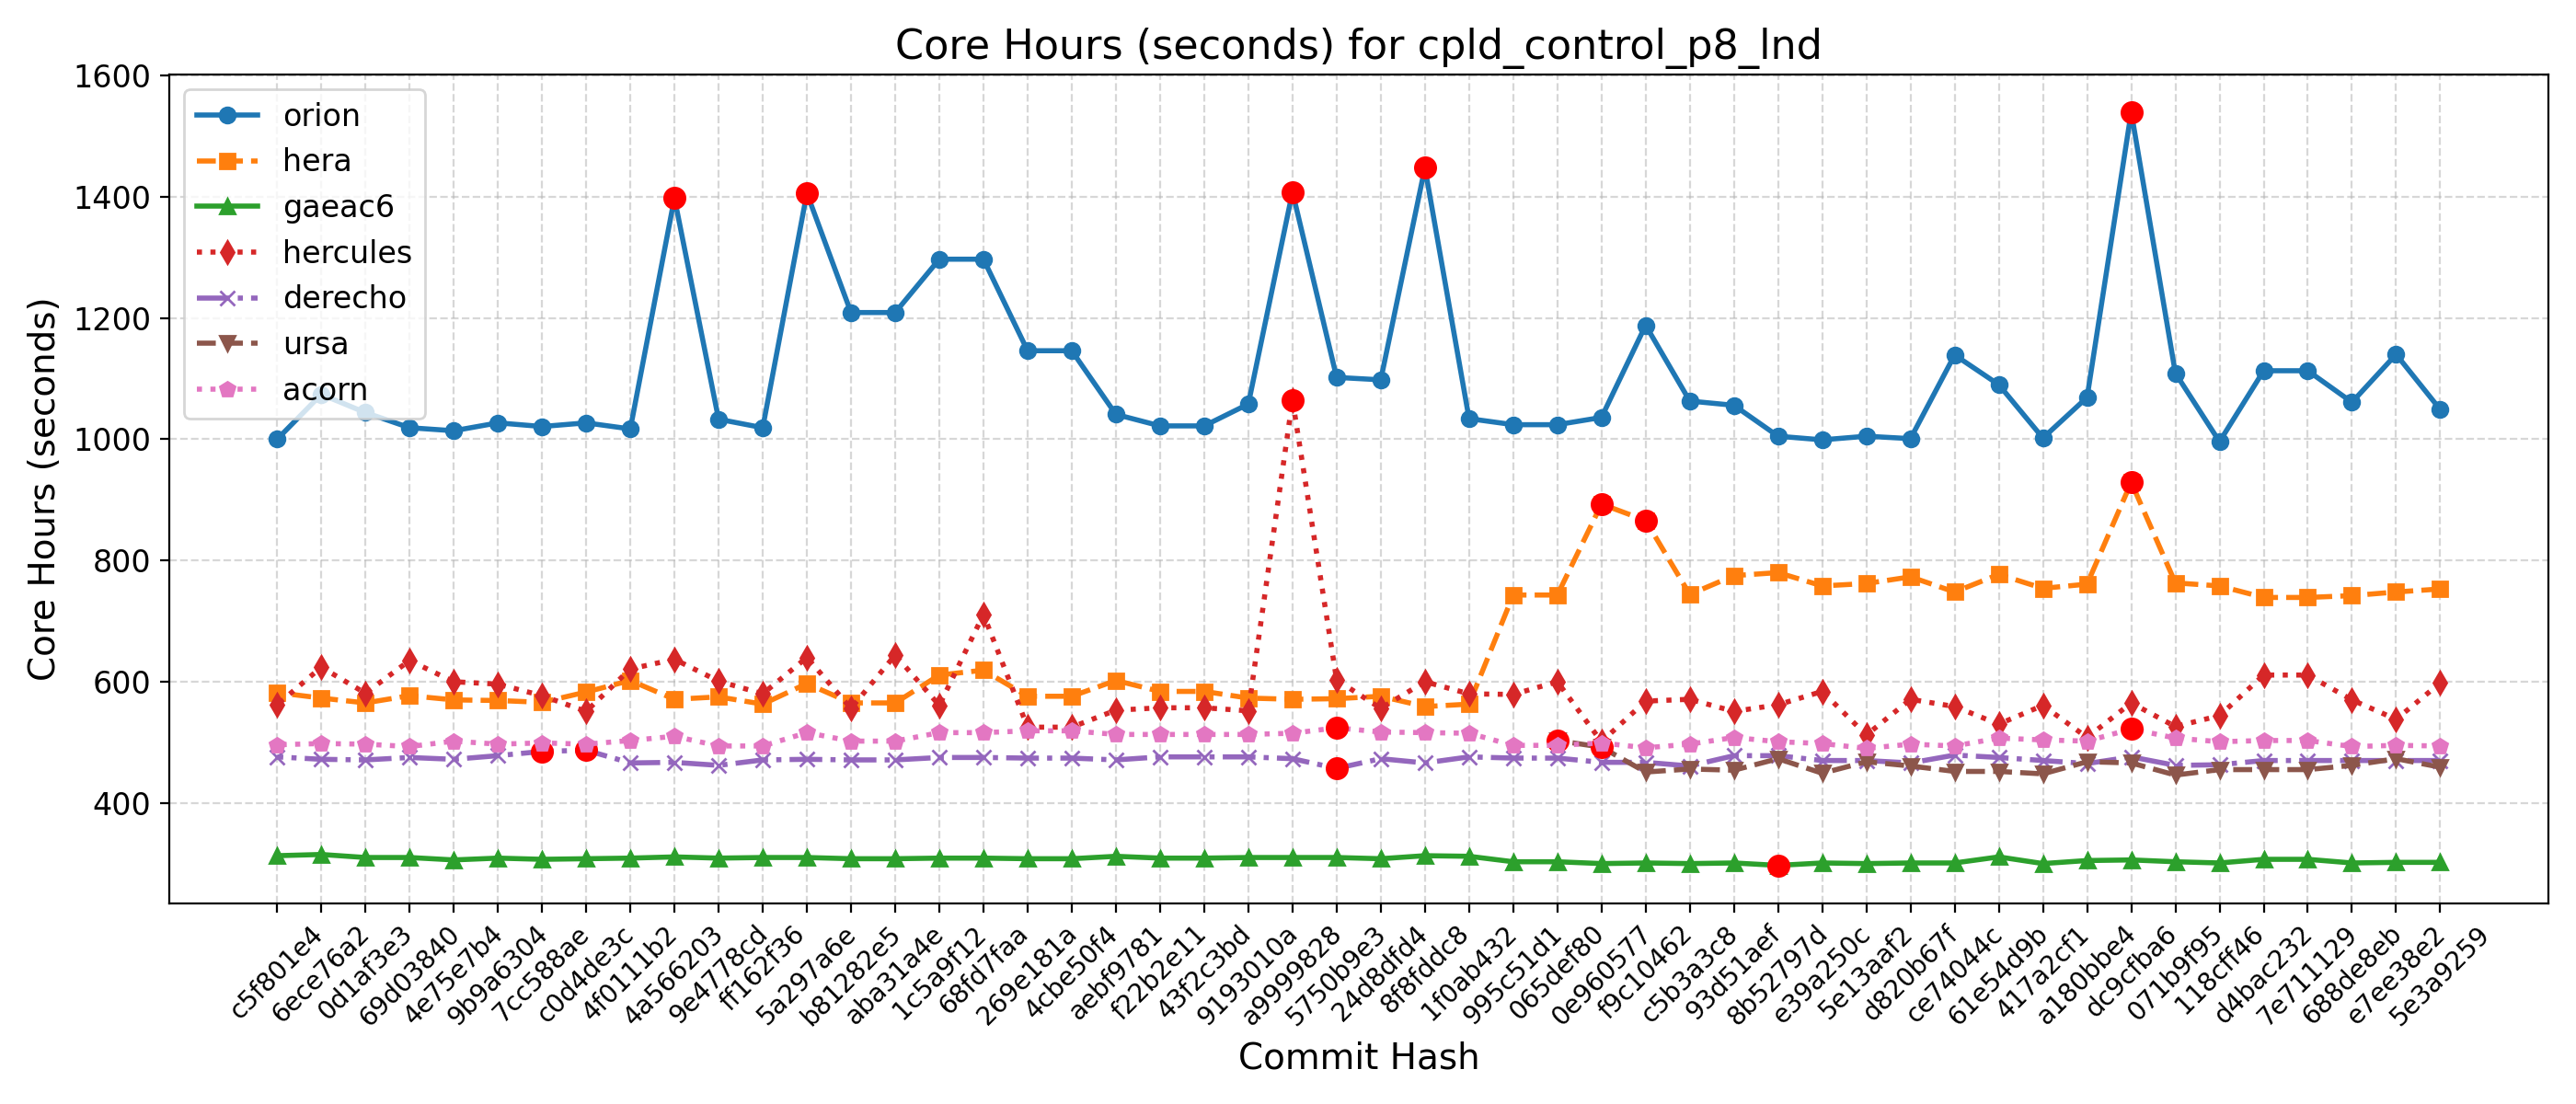 Core Hours (seconds) for cpld_control_p8_lnd
Core Hours (seconds)
1600
1400
1200
1000
800
600
400
orion
hera
gaeac6
hercules
derecho
ursa
acorn
c5f801e4
6ece76a2
0d1af3e3
69d03840
4e75e7b4
9b9a6304
7cc588ae
c0d4de3c
4f0111b2
4a566203
9e4778cd
ff162f36
5a297a6e
b81282e5
aba31a4e
1c5a9f12
68fd7faa
269e181a
4cbe50f4
aebf9781
f22b2e11
43f2c3bd
9193010a
a9999828
5750b9e3
24d8dfd4
8f8fddc8
1f0ab432
995c51d1
065def80
0e960577
f9c10462
c5b3a3c8
93d51aef
8b52797d
e39a250c
5e13aaf2
d820b67f
ce74044c
61e54d9b
417a2cf1
a180bbe4
dc9cfba6
071b9f95
118cff46
d4bac232
7e711129
688de8eb
e7ee38e2
5e3a9259
Commit Hash